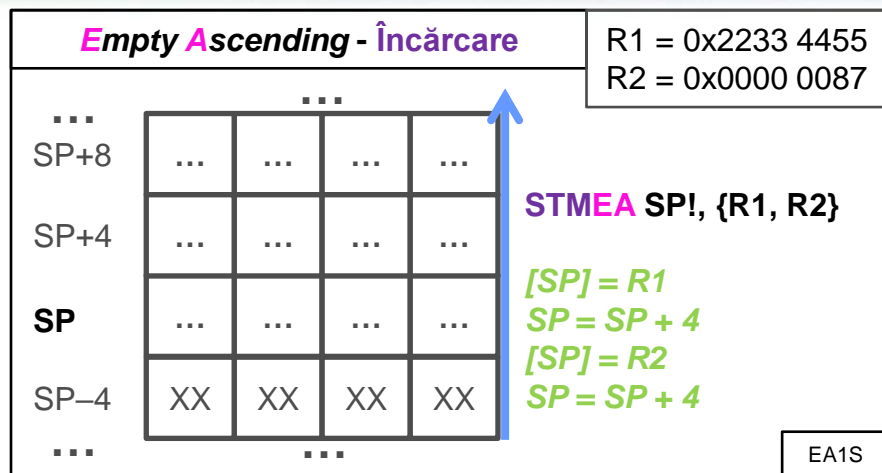 Empty Ascending - Încărcare
R1 = 0x2233 4455
R2 = 0x0000 0087
... ...
SP+8 ... ... ... ...
SP+4 ... ... ... ...
SP ... ... ... ...
SP–4 XX XX XX XX
... ...
STMEA SP!, {R1, R2}
[SP] = R1
SP = SP + 4
[SP] = R2
SP = SP + 4
EA1S